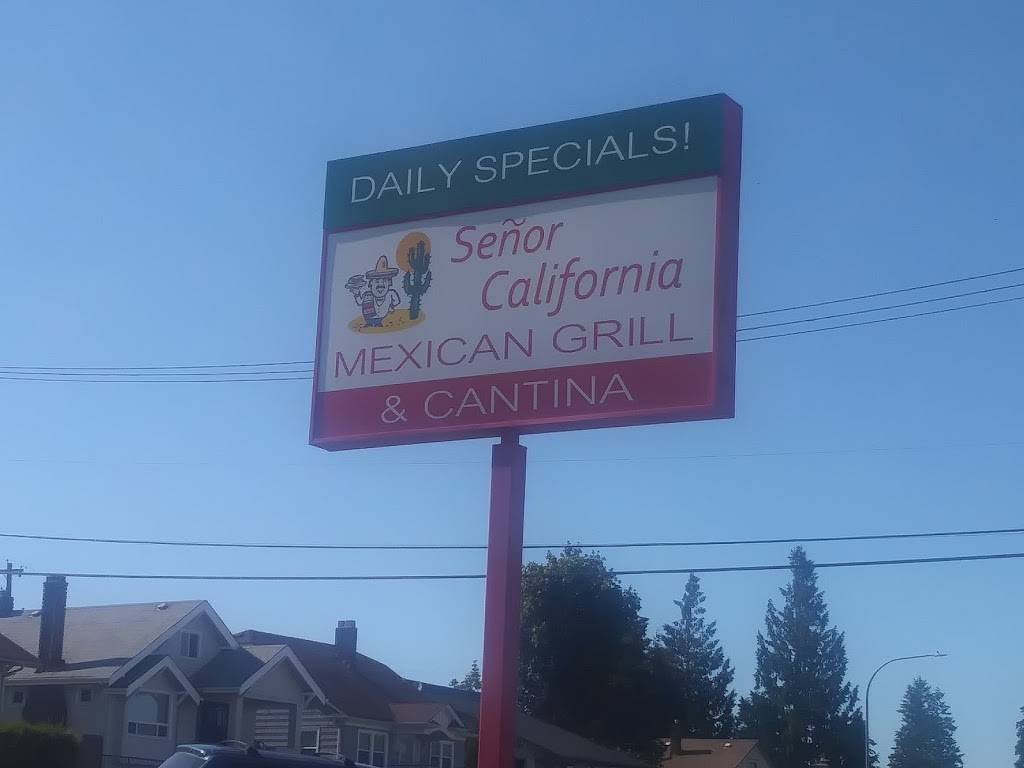 DAILY SPECIALS!
Señor
California
MEXICAN GRILL
& CANTINA